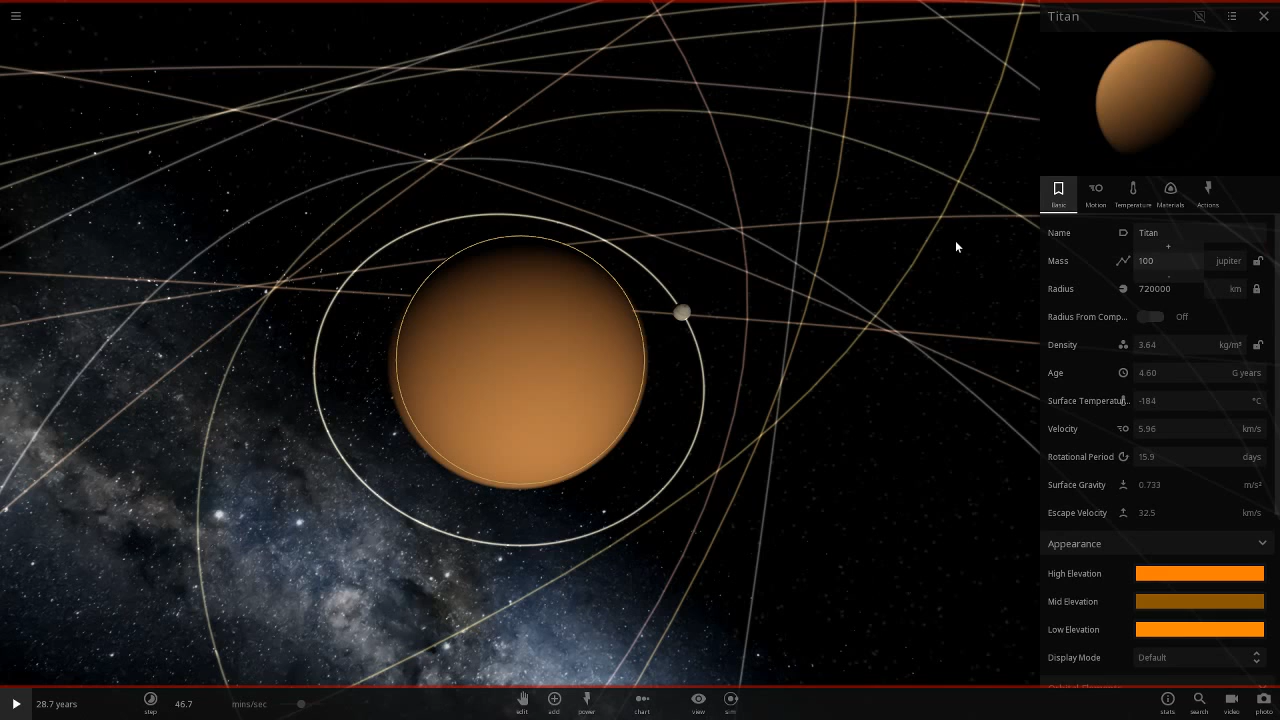 Titan
Basic Motion Temperature Materials Actions
Name Titan
+
Mass 100 jupiter
-
Radius 720000 km
Radius From Comp... Off
Density 3.64 kg/m³
Age 4.60 G years
Surface Temperatu... -184 °C
Velocity 5.96 km/s
Rotational Period 15.9 days
Surface Gravity 0.733 m/s²
Escape Velocity 32.5 km/s
Appearance
High Elevation
Mid Elevation
Low Elevation
Display Mode Default
Orbital Elements
28.7 years step 46.7 mins/sec edit add power chart view sim stats search video photo